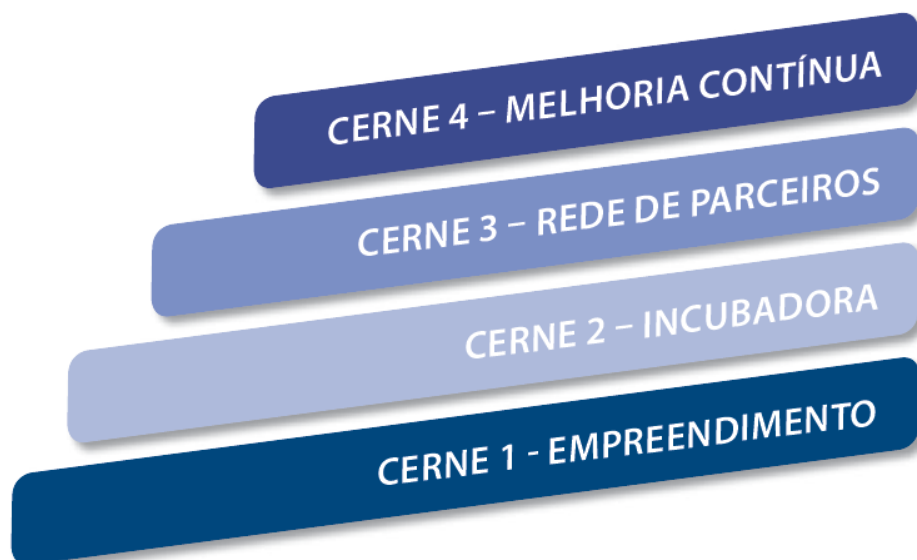 CERNE 4 – MELHORIA CONTÍNUA
CERNE 3 – REDE DE PARCEIROS
CERNE 2 – INCUBADORA
CERNE 1 - EMPREENDIMENTO